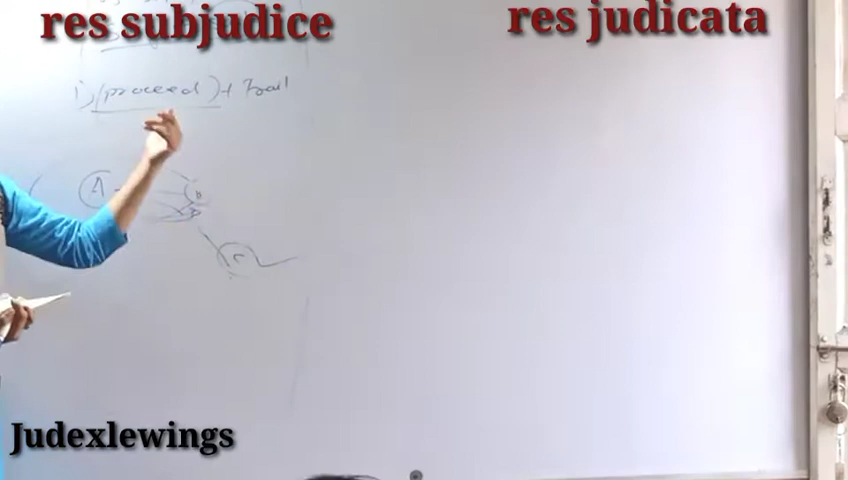 res subjudice
res judicata
1) (proceed) + Trail
A
B
C
Judexlewings